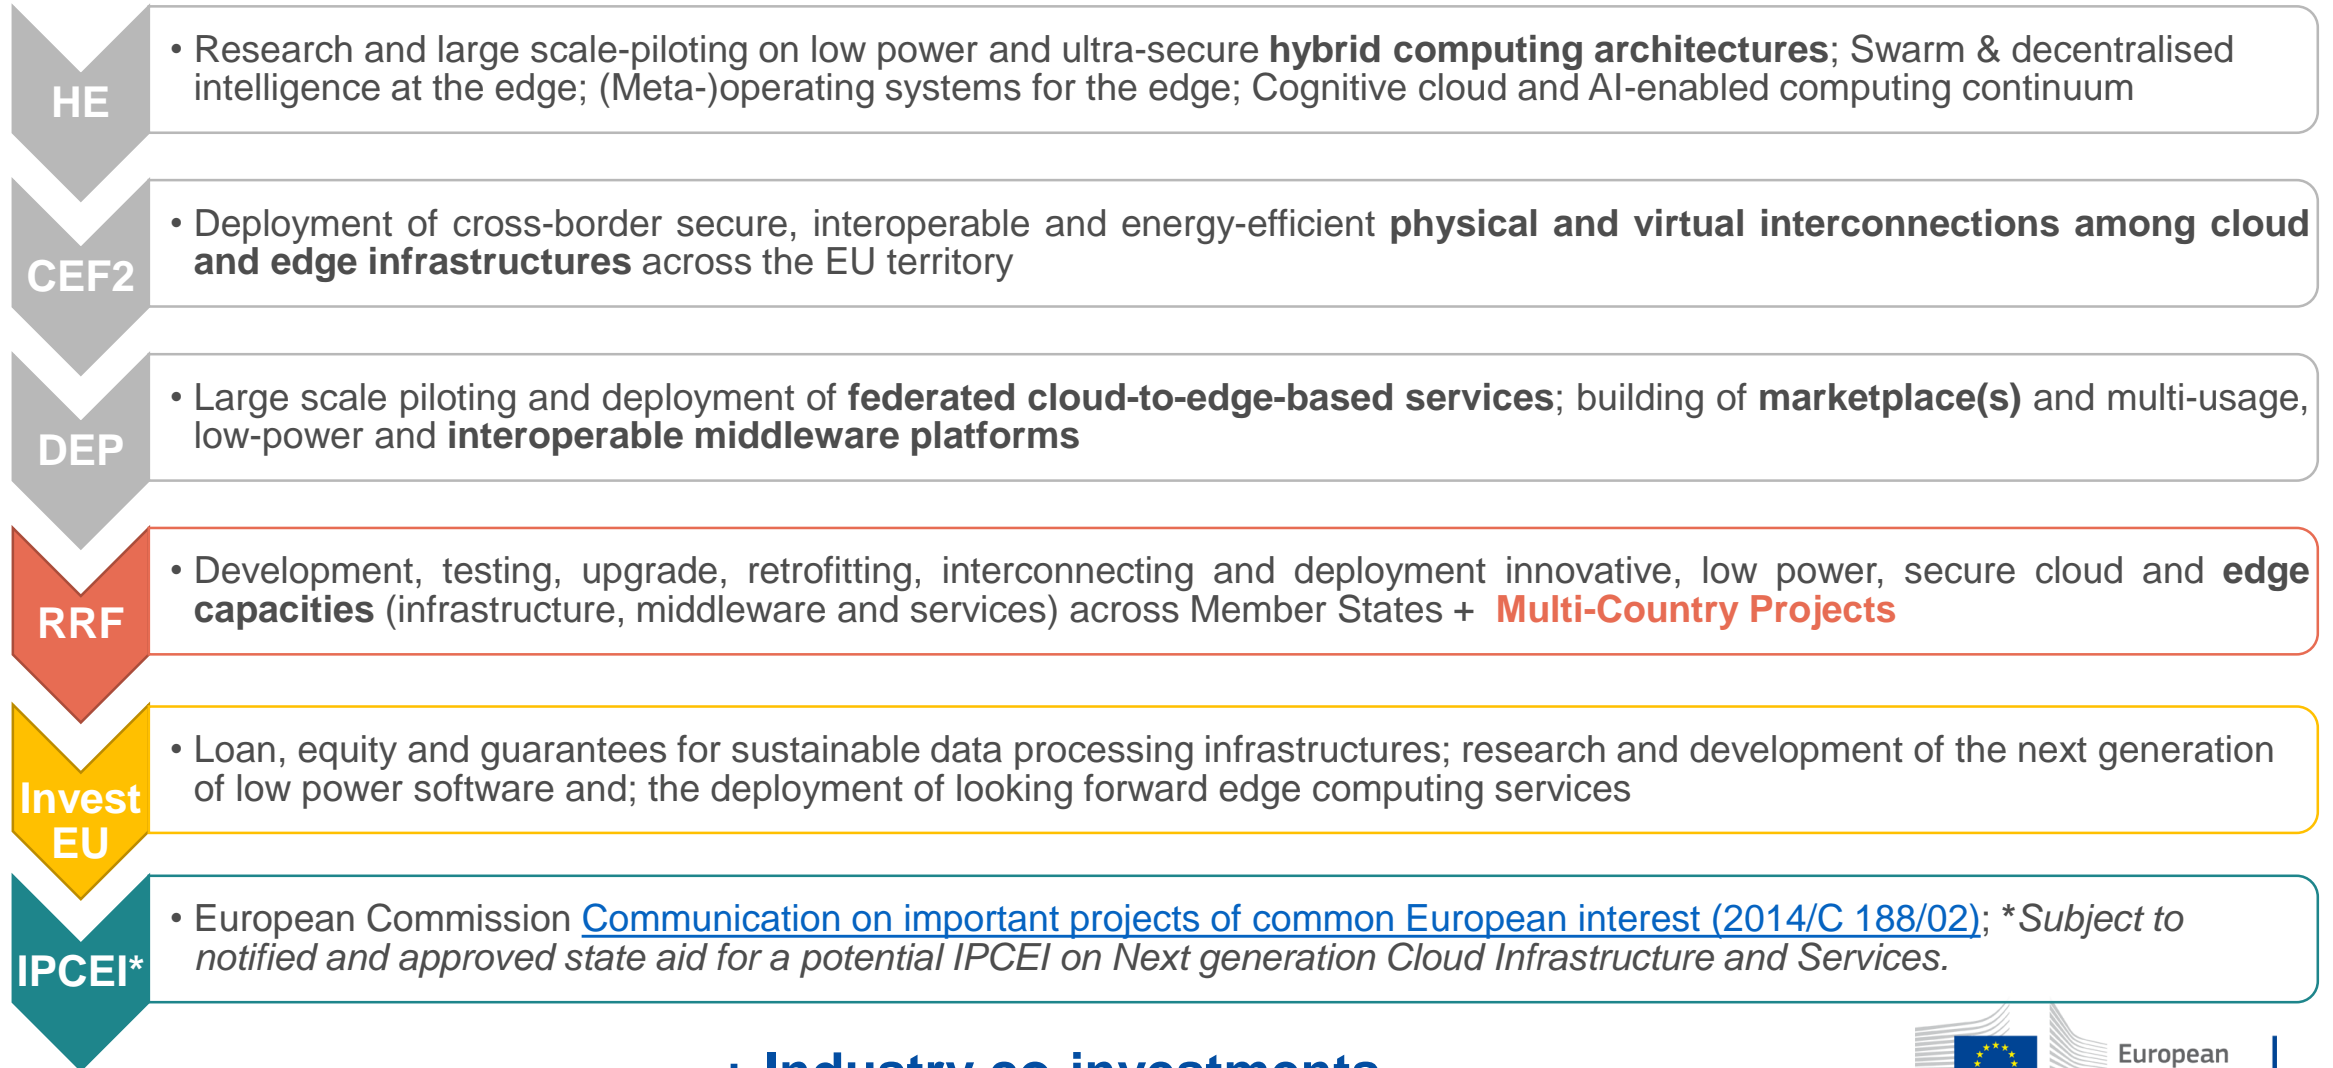 HE
• Research and large scale-piloting on low power and ultra-secure hybrid computing architectures; Swarm & decentralised
intelligence at the edge; (Meta-)operating systems for the edge; Cognitive cloud and AI-enabled computing continuum
CEF2
• Deployment of cross-border secure, interoperable and energy-efficient physical and virtual interconnections among cloud
and edge infrastructures across the EU territory
DEP
• Large scale piloting and deployment of federated cloud-to-edge-based services; building of marketplace(s) and multi-usage,
low-power and interoperable middleware platforms
RRF
• Development, testing, upgrade, retrofitting, interconnecting and deployment innovative, low power, secure cloud and edge
capacities (infrastructure, middleware and services) across Member States + Multi-Country Projects
Invest
EU
• Loan, equity and guarantees for sustainable data processing infrastructures; research and development of the next generation
of low power software and; the deployment of looking forward edge computing services
IPCEI*
• European Commission Communication on important projects of common European interest (2014/C 188/02); *Subject to
notified and approved state aid for a potential IPCEI on Next generation Cloud Infrastructure and Services.
+ Industry co-investments
European